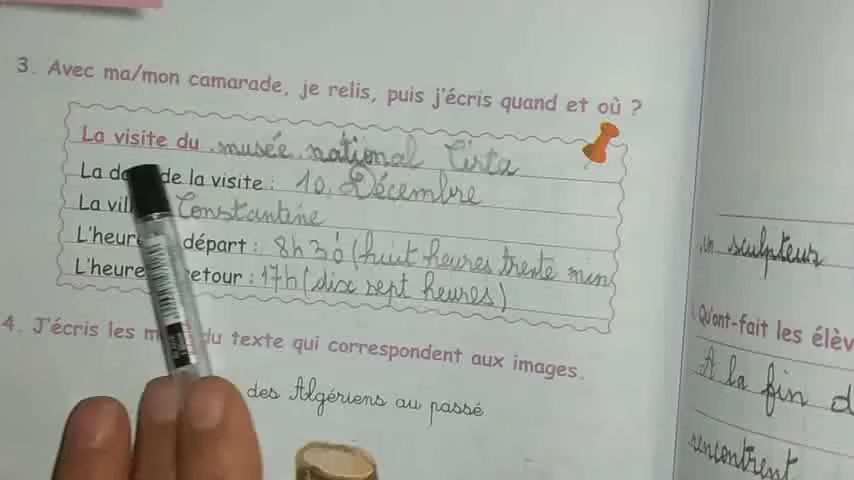 3. Avec ma/mon camarade, je relis, puis j'écris quand et où ?
La visite du musée national Cirta
La de la visite : 10 Décembre
La Constantine
L'heure départ : 8h30 (huit heures trente min
L'heure retour : 17h (dix sept heures)
4. J'écris les du texte qui correspondent aux images.
des Algériens au passé
un sculpteur
Qu'ont-fait les élèv
A la fin d
rencontrent